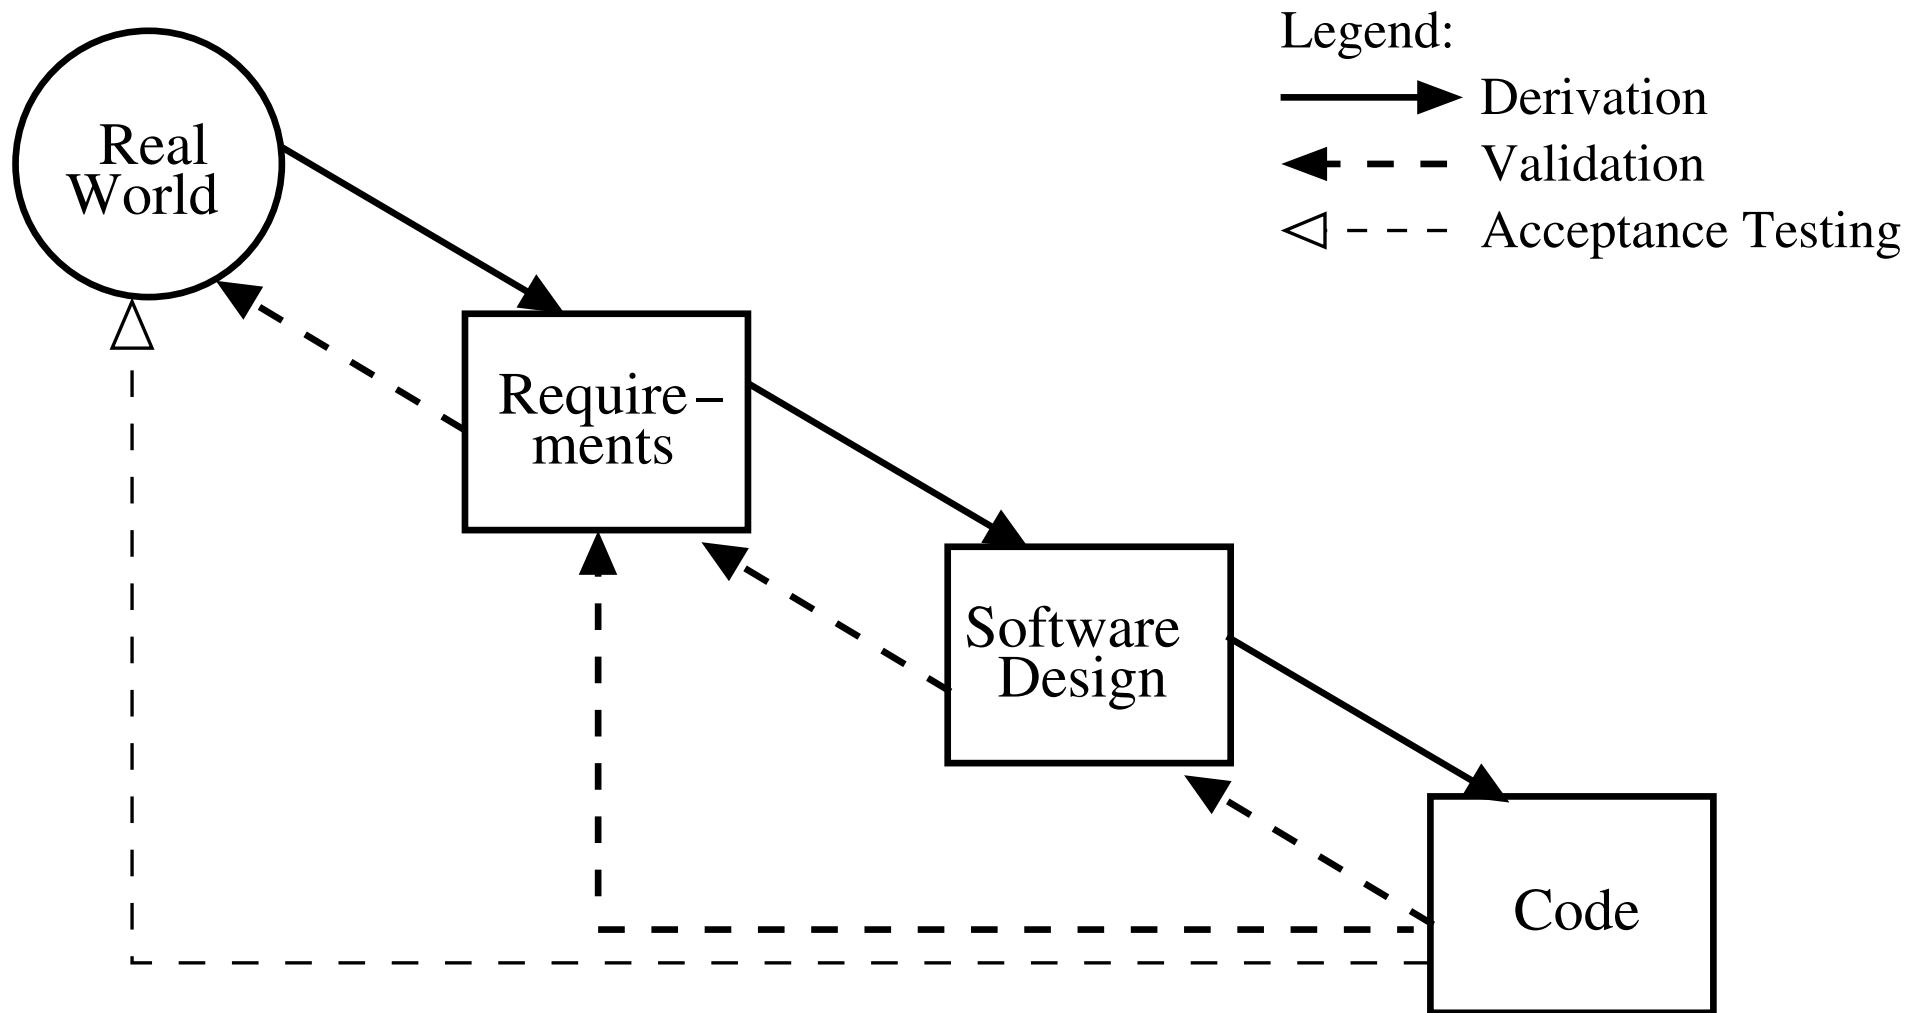 Legend:
Derivation
Validation
Acceptance Testing
Real
World
Require–
ments
Software
Design
Code